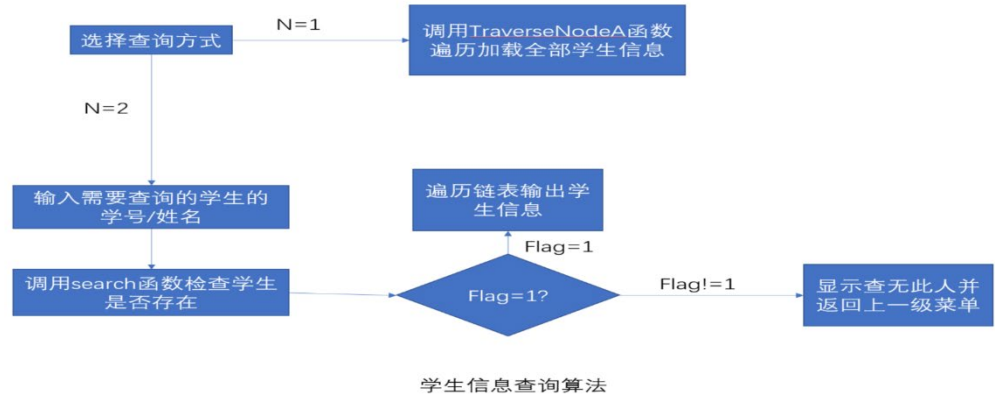 选择查询方式
N=1
调用TraverseNodeA函数
遍历加载全部学生信息
N=2
输入需要查询的学生的
学号/姓名
调用search函数检查学生
是否存在
Flag=1?
Flag=1
遍历链表输出学
生信息
Flag!=1
显示查无此人并
返回上一级菜单
学生信息查询算法